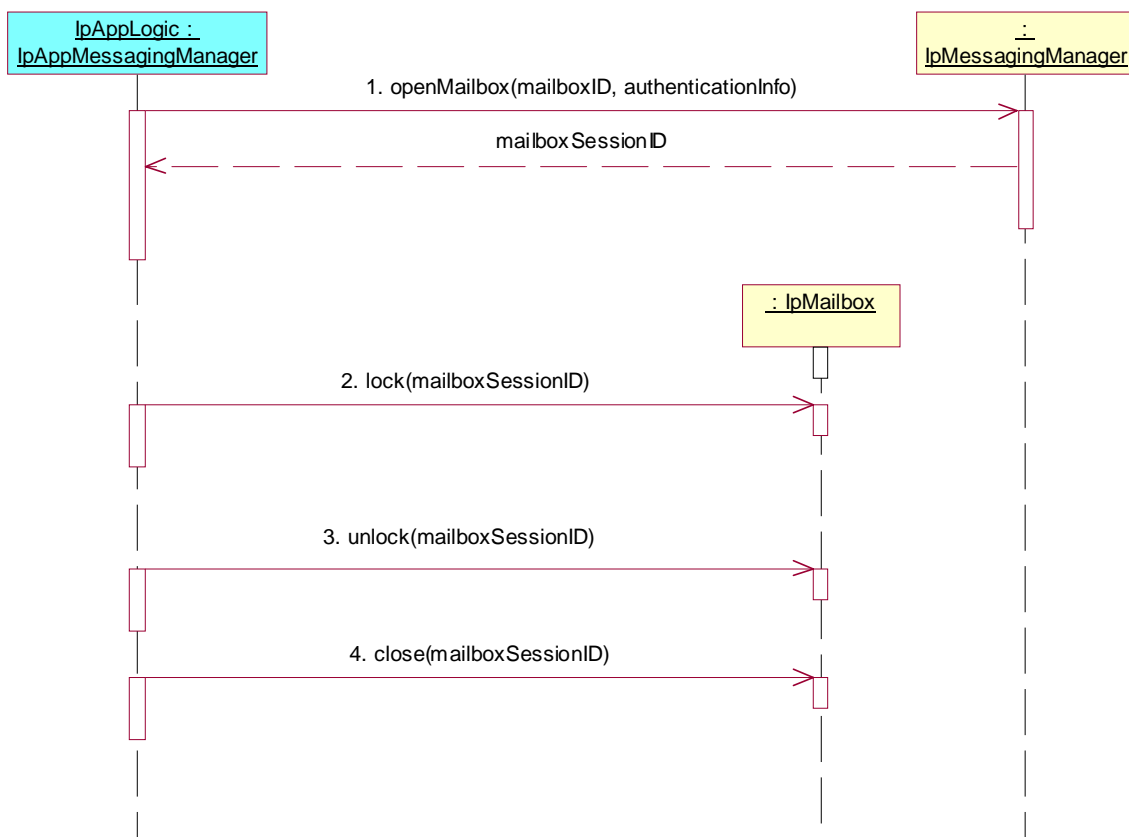 IpAppLogic :
IpAppMessagingManager
:
IpMessagingManager
1. openMailbox(mailboxID, authenticationInfo)
mailboxSessionID
: IpMailbox
2. lock(mailboxSessionID)
3. unlock(mailboxSessionID)
4. close(mailboxSessionID)